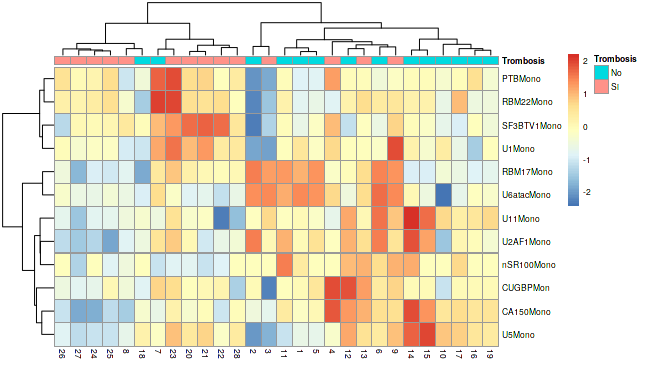 Trombosis
PTBMono
RBM22Mono
SF3BTV1Mono
U1Mono
RBM17Mono
U6atacMono
U11Mono
U2AF1Mono
nSR100Mono
CUGBPMon
CA150Mono
U5Mono
26 27 24 25 8 18 7 23 20 21 22 28 2 3 11 1 5 4 12 13 6 9 14 15 10 17 16 19
2
1
0
-1
-2
Trombosis
No
SI